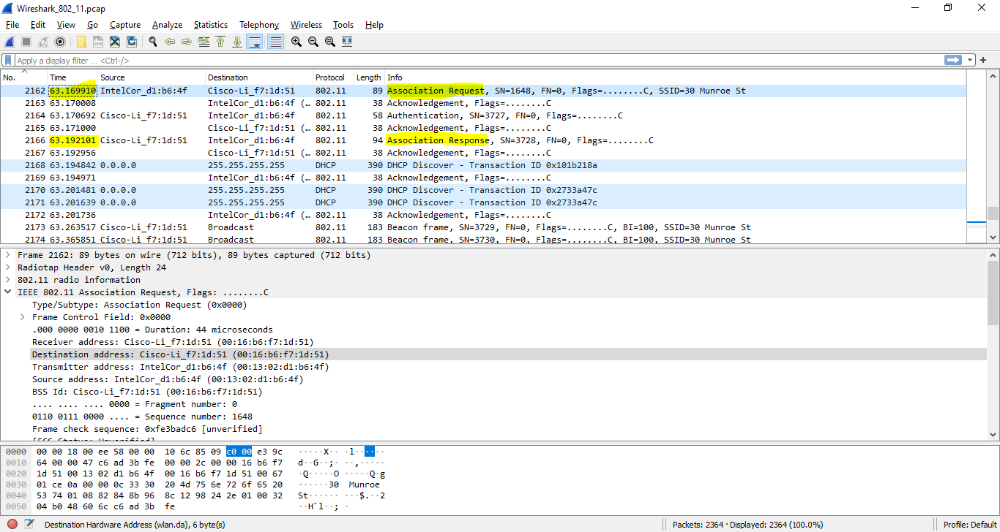 Wireshark_802_11.pcap
File Edit View Go Capture Analyze Statistics Telephony Wireless Tools Help
Apply a display filter ... <Ctrl-/>
No. Time Source Destination Protocol Length Info
2162 63.169910 IntelCor_d1:b6:4f Cisco-Li_f7:1d:51 802.11 89 Association Request, SN=1648, FN=0, Flags=........C, SSID=30 Munroe St
2163 63.170008 IntelCor_d1:b6:4f (… 802.11 38 Acknowledgement, Flags=........C
2164 63.170692 Cisco-Li_f7:1d:51 IntelCor_d1:b6:4f 802.11 58 Authentication, SN=3727, FN=0, Flags=........C
2165 63.171000 Cisco-Li_f7:1d:51 (… 802.11 38 Acknowledgement, Flags=........C
2166 63.192101 Cisco-Li_f7:1d:51 IntelCor_d1:b6:4f 802.11 94 Association Response, SN=3728, FN=0, Flags=........C
2167 63.192956 Cisco-Li_f7:1d:51 (… 802.11 38 Acknowledgement, Flags=........C
2168 63.194842 0.0.0.0 255.255.255.255 DHCP 390 DHCP Discover - Transaction ID 0x101b218a
2169 63.194971 IntelCor_d1:b6:4f (… 802.11 38 Acknowledgement, Flags=........C
2170 63.201481 0.0.0.0 255.255.255.255 DHCP 390 DHCP Discover - Transaction ID 0x2733a47c
2171 63.201639 0.0.0.0 255.255.255.255 DHCP 390 DHCP Discover - Transaction ID 0x2733a47c
2172 63.201736 IntelCor_d1:b6:4f (… 802.11 38 Acknowledgement, Flags=........C
2173 63.263517 Cisco-Li_f7:1d:51 Broadcast 802.11 183 Beacon frame, SN=3729, FN=0, Flags=........C, BI=100, SSID=30 Munroe St
2174 63.365851 Cisco-Li f7:1d:51 Broadcast 802.11 183 Beacon frame, SN=3730, FN=0, Flags=........C, BI=100, SSID=30 Munroe St
Frame 2162: 89 bytes on wire (712 bits), 89 bytes captured (712 bits)
Radiotap Header v0, Length 24
802.11 radio information
IEEE 802.11 Association Request, Flags: ........C
Type/Subtype: Association Request (0x0000)
Frame Control Field: 0x0000
.000 0000 0010 1100 = Duration: 44 microseconds
Receiver address: Cisco-Li_f7:1d:51 (00:16:b6:f7:1d:51)
Destination address: Cisco-Li_f7:1d:51 (00:16:b6:f7:1d:51)
Transmitter address: IntelCor_d1:b6:4f (00:13:02:d1:b6:4f)
Source address: IntelCor_d1:b6:4f (00:13:02:d1:b6:4f)
BSS Id: Cisco-Li_f7:1d:51 (00:16:b6:f7:1d:51)
.... .... .... 0000 = Fragment number: 0
0110 0111 0000 .... = Sequence number: 1648
Frame check sequence: 0xfe3badc6 [unverified]
[FCS Status: Unverified]
0000 00 00 18 00 ee 58 00 00 10 6c 85 09 c0 00 e3 9c ·····X·· ·l······
0010 64 00 00 47 c6 ad 3b fe 00 00 2c 00 00 16 b6 f7 d··G··;· ··,·····
0020 1d 51 00 13 02 d1 b6 4f 00 16 b6 f7 1d 51 00 67 ·Q·····O ·····Q·g
0030 01 ce 0a 00 00 0c 33 30 20 4d 75 6e 72 6f 65 20 ······30 Munroe
0040 53 74 01 08 82 84 8b 96 8c 12 98 24 2e 01 00 32 St······ ···$.··2
0050 04 b0 48 60 6c c6 ad 3b fe ··H`l··; ·
Destination Hardware Address (wlan.da), 6 byte(s) Packets: 2364 · Displayed: 2364 (100.0%) Profile: Default